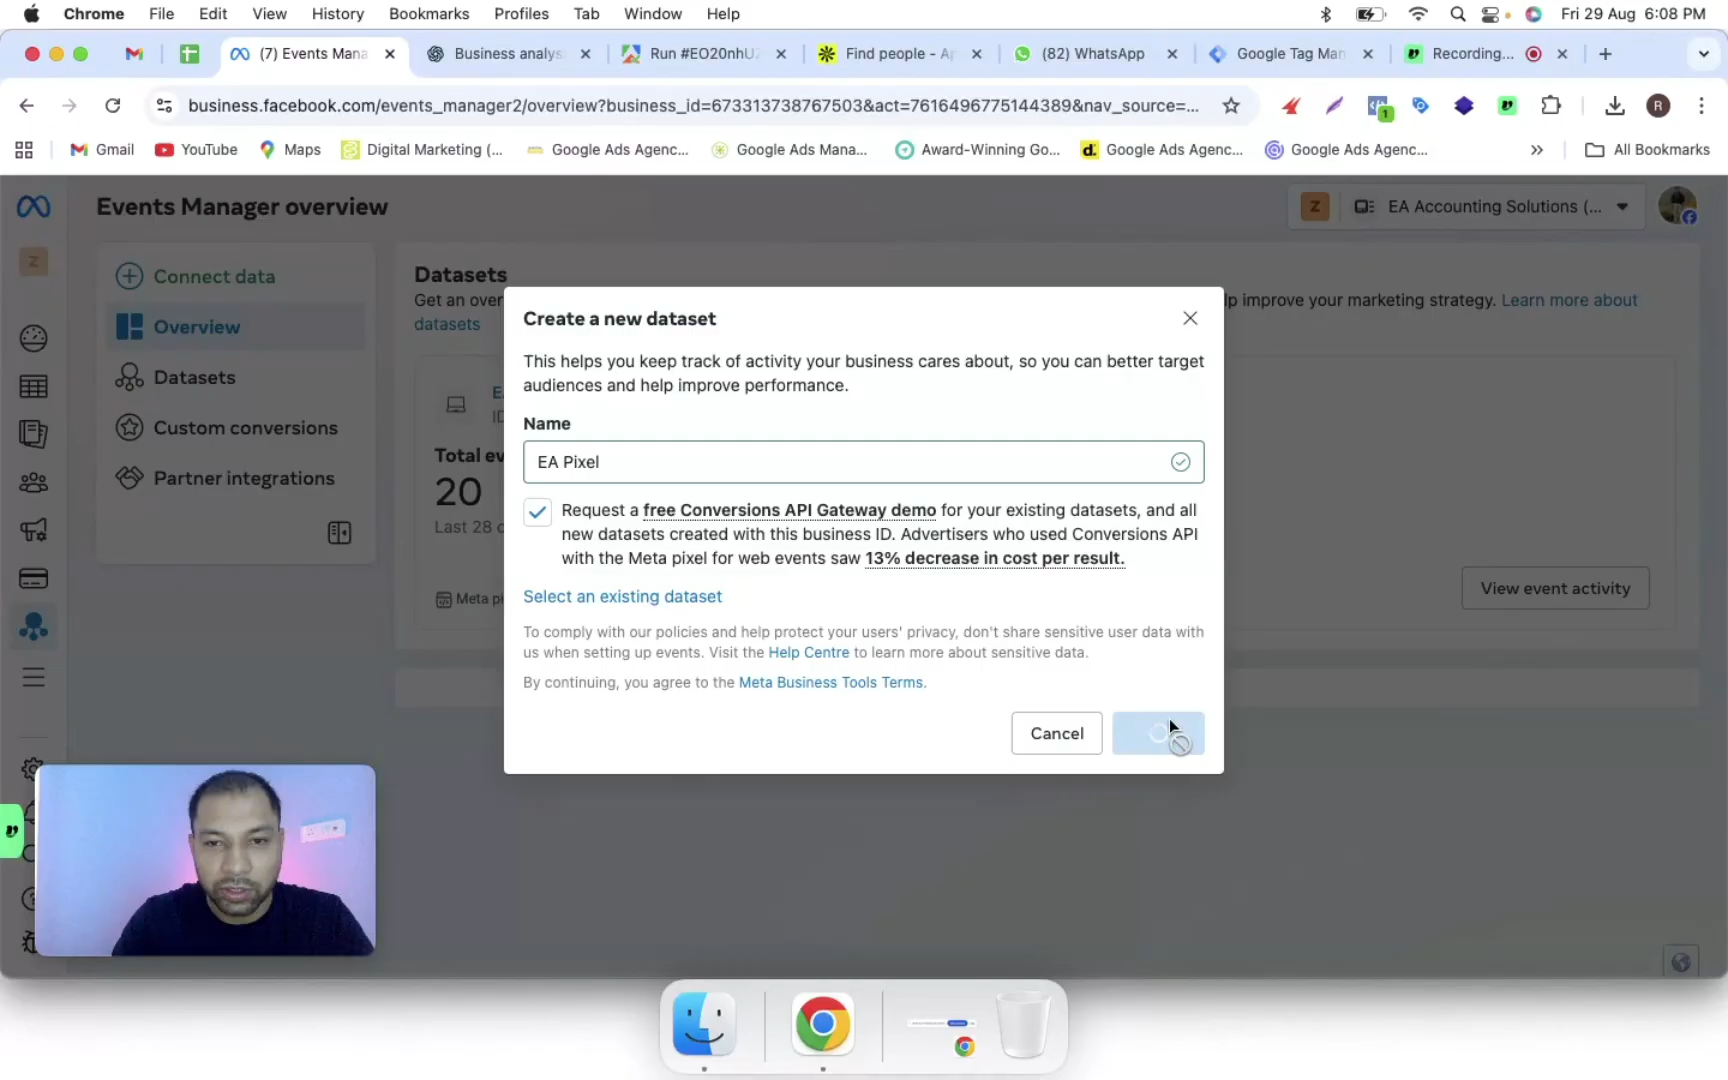 Chrome File Edit View History Bookmarks Profiles Tab Window Help Fri 29 Aug 6:08 PM
(7) Events Mana Business analys Run #EO20nhU Find people - Ap (82) WhatsApp Google Tag Man Recording...
business.facebook.com/events_manager2/overview?business_id=673313738767503&act=7616496775144389&nav_source=... 1 R
Gmail YouTube Maps Digital Marketing (... Google Ads Agenc... Google Ads Mana... Award-Winning Go... Google Ads Agenc... Google Ads Agenc... » All Bookmarks
Events Manager overview
Z EA Accounting Solutions (...
Z
Connect data
Overview
Datasets
Custom conversions
Partner integrations
Datasets
Get an over
lp improve your marketing strategy. Learn more about
datasets
E
ID
Total ev
20
Last 28 d
Meta pi
View event activity
Create a new dataset
This helps you keep track of activity your business cares about, so you can better target
audiences and help improve performance.
Name
EA Pixel
Request a free Conversions API Gateway demo for your existing datasets, and all
new datasets created with this business ID. Advertisers who used Conversions API
with the Meta pixel for web events saw 13% decrease in cost per result.
Select an existing dataset
To comply with our policies and help protect your users' privacy, don't share sensitive user data with
us when setting up events. Visit the Help Centre to learn more about sensitive data.
By continuing, you agree to the Meta Business Tools Terms.
Cancel